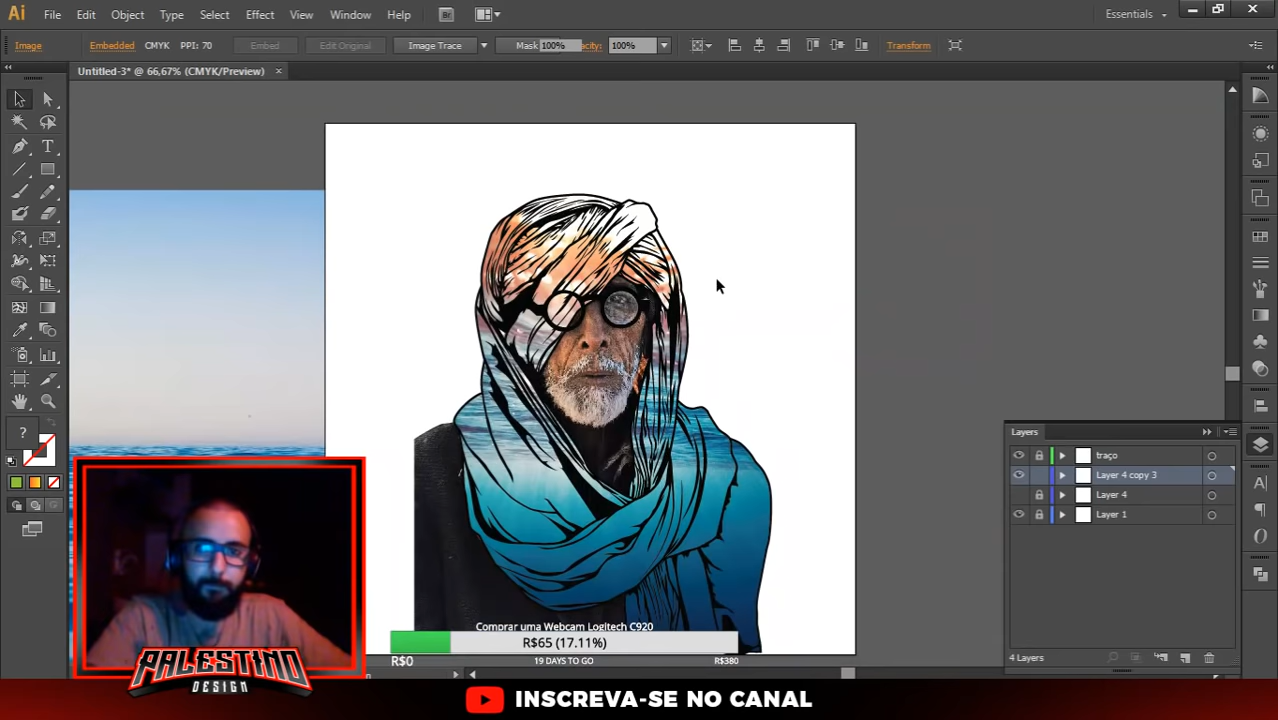 Ai File Edit Object Type Select Effect View Window Help Br Essentials
Image Embedded CMYK PPI: 70 Embed Edit Original Image Trace Mask 100% acity: 100% Transform
Untitled-3* @ 66,67% (CMYK/Preview) ×
Layers
traço
Layer 4 copy 3
Layer 4
Layer 1
4 Layers
?
Comprar uma Webcam Logitech C920
R$65 (17.11%)
R$0 19 DAYS TO GO R$380
PALESTINO
DESIGN
INSCREVA-SE NO CANAL